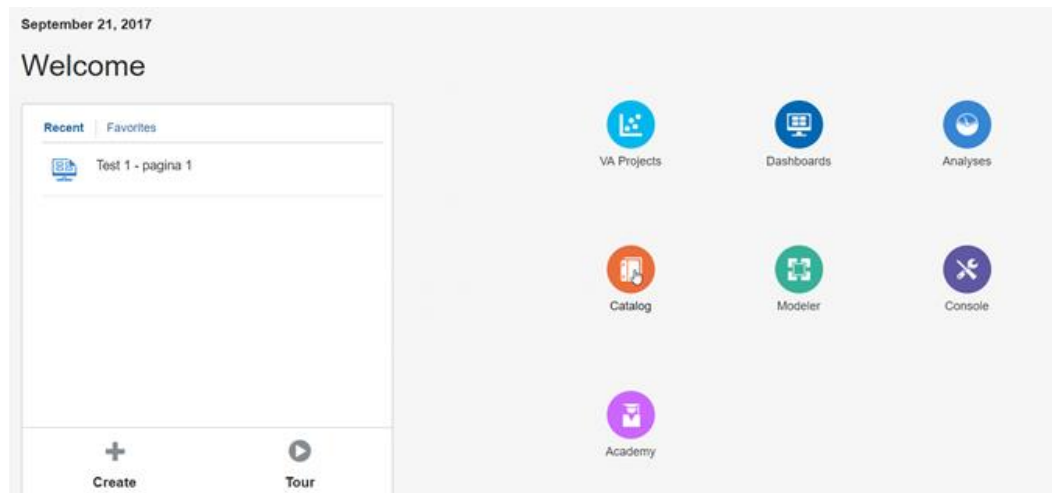 September 21, 2017
Welcome
Recent Favorites
Test 1 - pagina 1
Create Tour
VA Projects Dashboards Analyses
Catalog Modeler Console
Academy